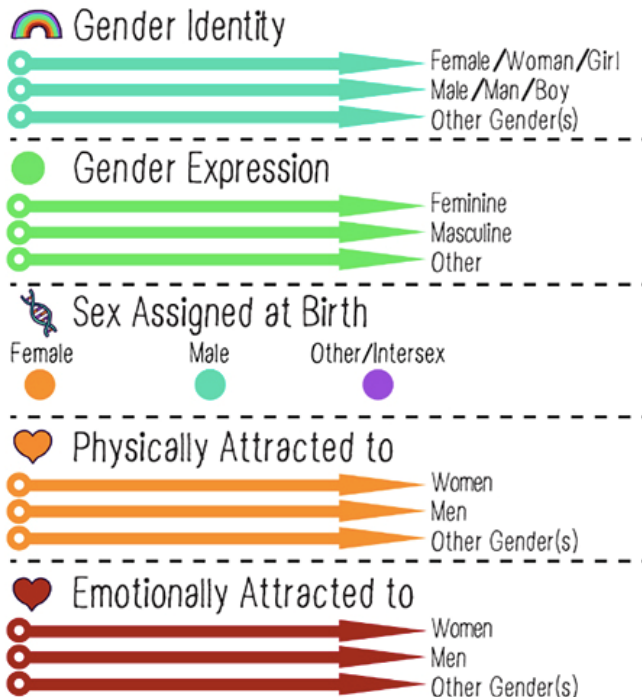 Gender Identity
Female/Woman/Girl
Male/Man/Boy
Other Gender(s)
Gender Expression
Feminine
Masculine
Other
Sex Assigned at Birth
Female Male Other/Intersex
Physically Attracted to
Women
Men
Other Gender(s)
Emotionally Attracted to
Women
Men
Other Gender(s)